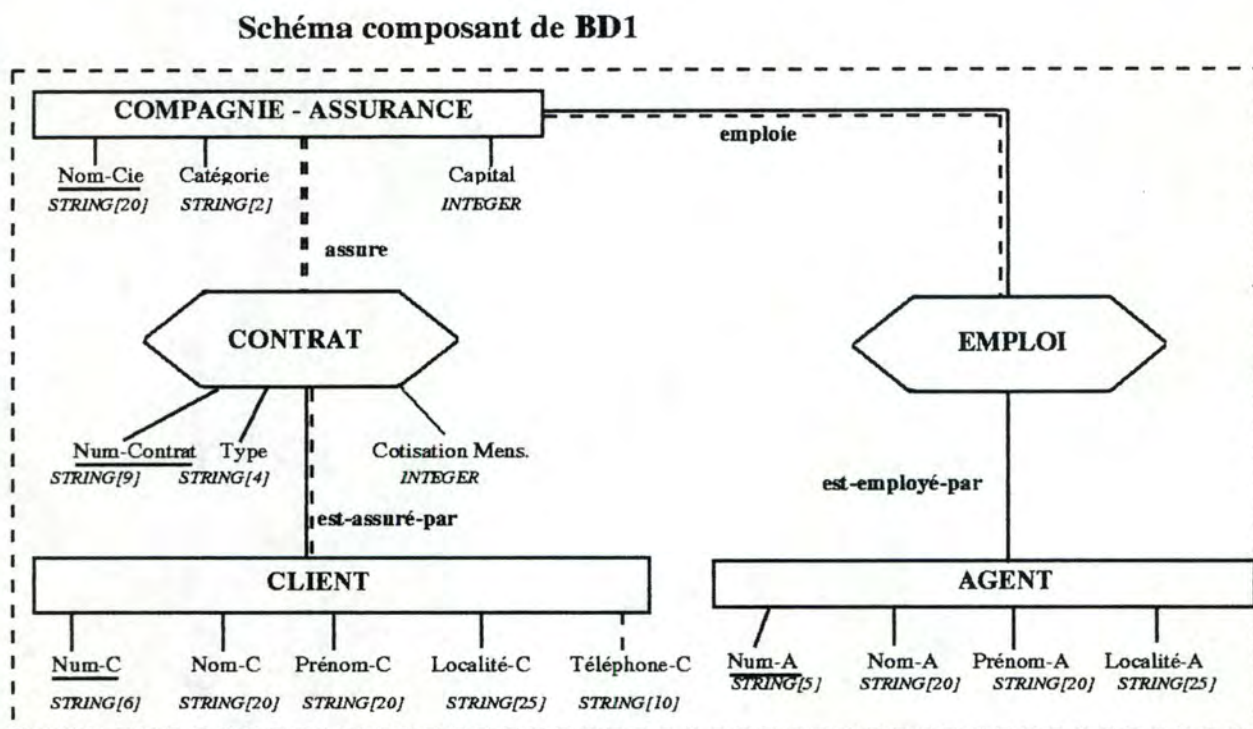 Schéma composant de BD1
COMPAGNIE - ASSURANCE
emploie
Nom-Cie Catégorie Capital
STRING[20] STRING[2] INTEGER
assure
CONTRAT EMPLOI
Num-Contrat Type Cotisation Mens.
STRING[9] STRING[4] INTEGER
est-employé-par
est-assuré-par
CLIENT AGENT
Num-C Nom-C Prénom-C Localité-C Téléphone-C Num-A Nom-A Prénom-A Localité-A
STRING[6] STRING[20] STRING[20] STRING[25] STRING[10] STRING[5] STRING[20] STRING[20] STRING[25]